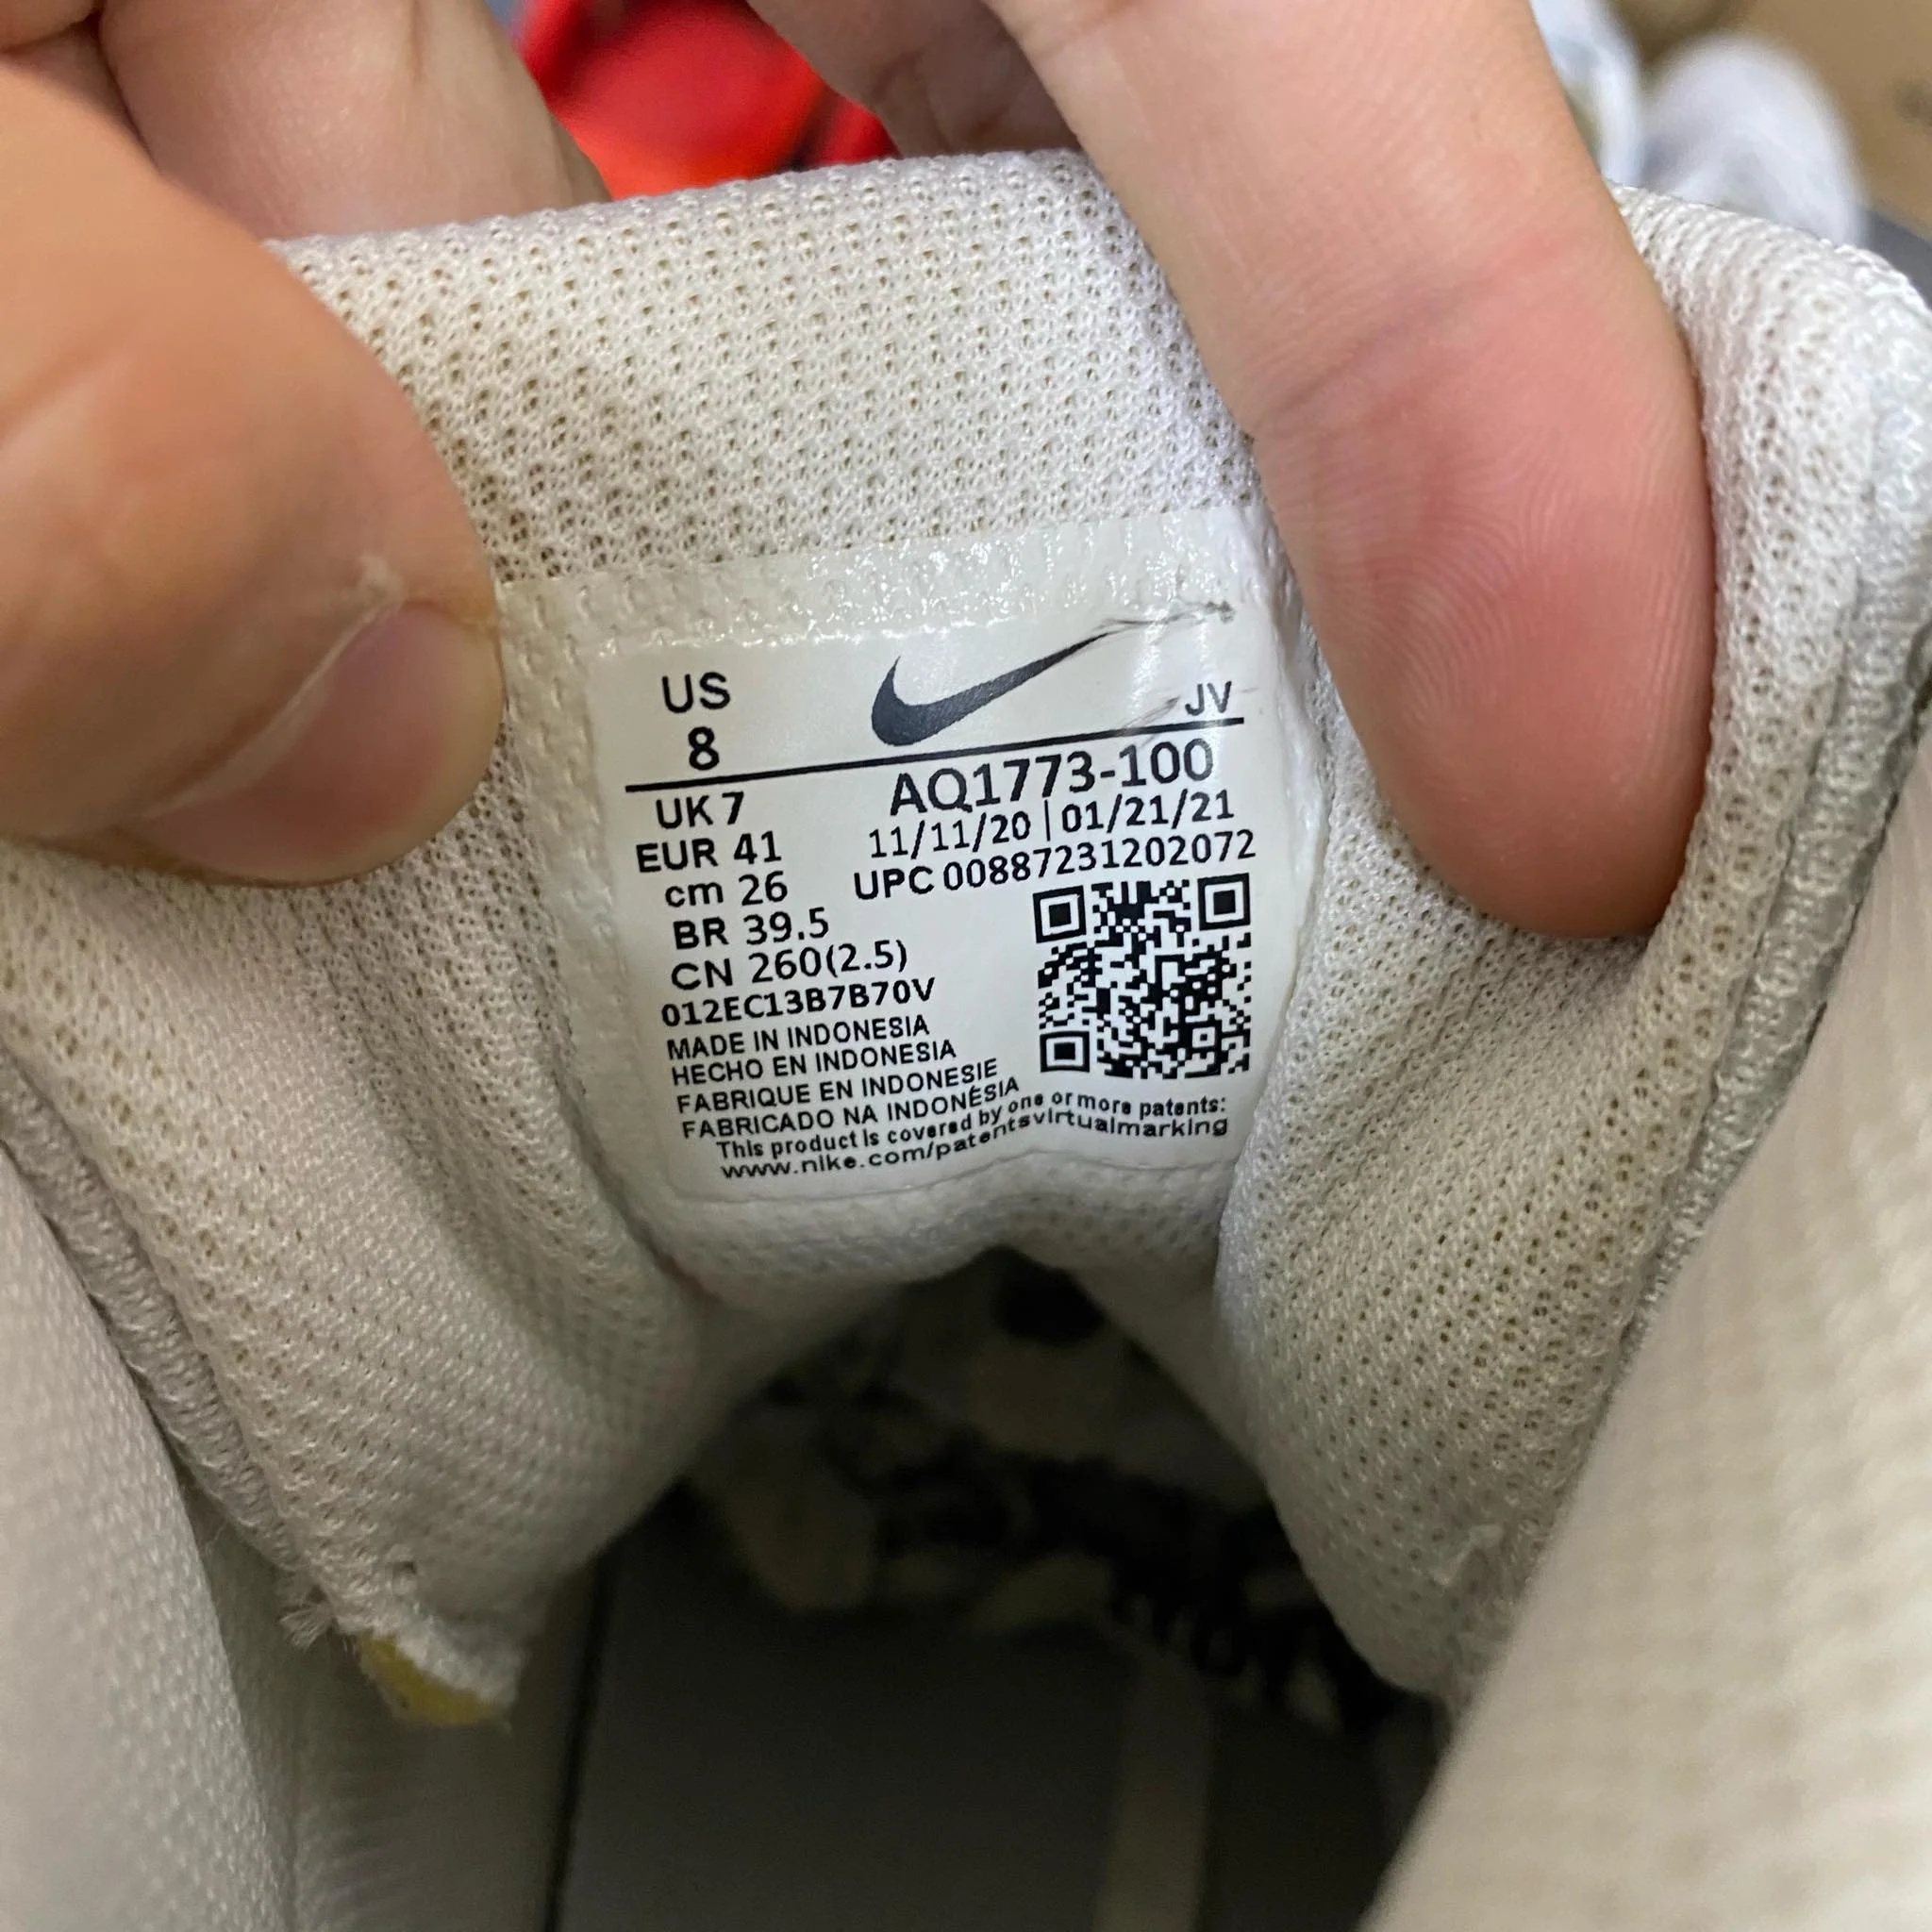 US
8
JV
UK 7
EUR 41
cm 26
BR 39.5
CN 260(2.5)
AQ1773-100
11/11/20 | 01/21/21
UPC 00887231202072
012EC13B7B70V
MADE IN INDONESIA
HECHO EN INDONESIA
FABRIQUE EN INDONESIE
FABRICADO NA INDONÉSIA
This product is covered by one or more patents:
www.nike.com/patentsvirtualmarking